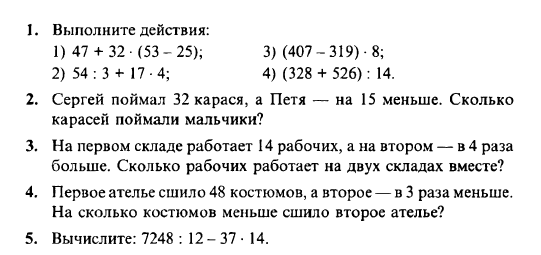 1. Выполните действия:
1) 47 + 32 · (53 – 25); 3) (407 – 319) · 8;
2) 54 : 3 + 17 · 4; 4) (328 + 526) : 14.
2. Сергей поймал 32 карася, а Петя — на 15 меньше. Сколько
карасей поймали мальчики?
3. На первом складе работает 14 рабочих, а на втором — в 4 раза
больше. Сколько рабочих работает на двух складах вместе?
4. Первое ателье сшило 48 костюмов, а второе — в 3 раза меньше.
На сколько костюмов меньше сшило второе ателье?
5. Вычислите: 7248 : 12 – 37 · 14.